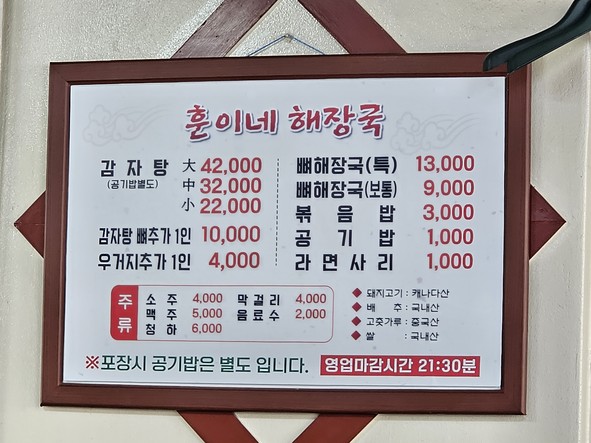 훈이네 해장국
감자탕 大 42,000
(공기밥별도) 中 32,000
小 22,000
감자탕 뼈추가 1인 10,000
우거지추가 1인 4,000
뼈해장국(특) 13,000
뼈해장국(보통) 9,000
볶음밥 3,000
공기밥 1,000
라면사리 1,000
주류
소주 4,000 막걸리 4,000
맥주 5,000 음료수 2,000
청하 6,000
◆ 돼지고기 : 캐나다산
◆ 배추 : 국내산
◆ 고춧가루 : 중국산
◆ 쌀 : 국내산
※포장시 공기밥은 별도 입니다. 영업마감시간 21:30분